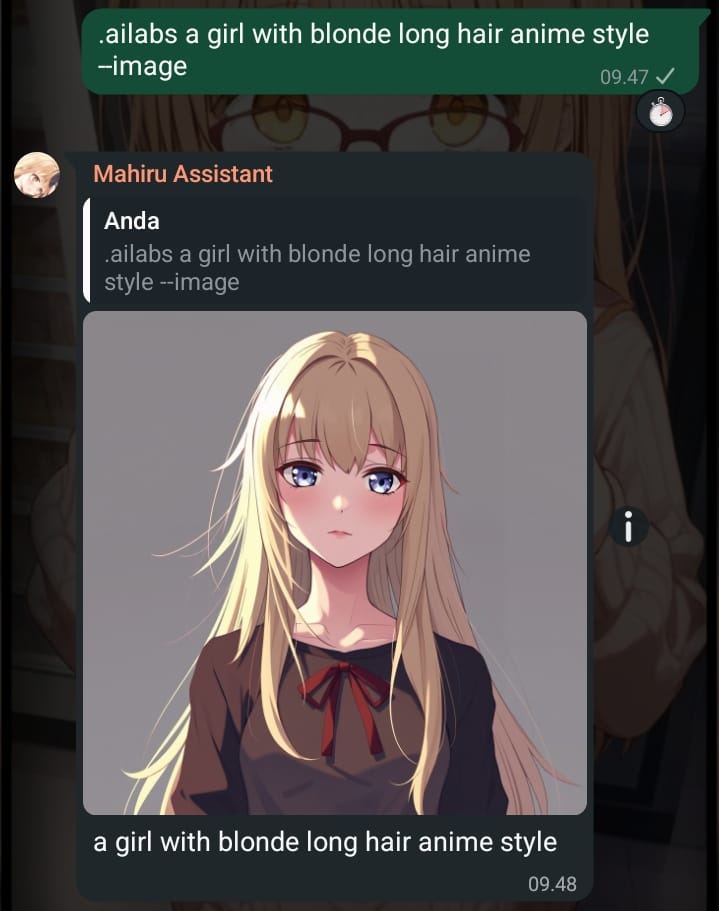 .ailabs a girl with blonde long hair anime style
--image
09.47
Mahiru Assistant
Anda
.ailabs a girl with blonde long hair anime
style --image
a girl with blonde long hair anime style
09.48